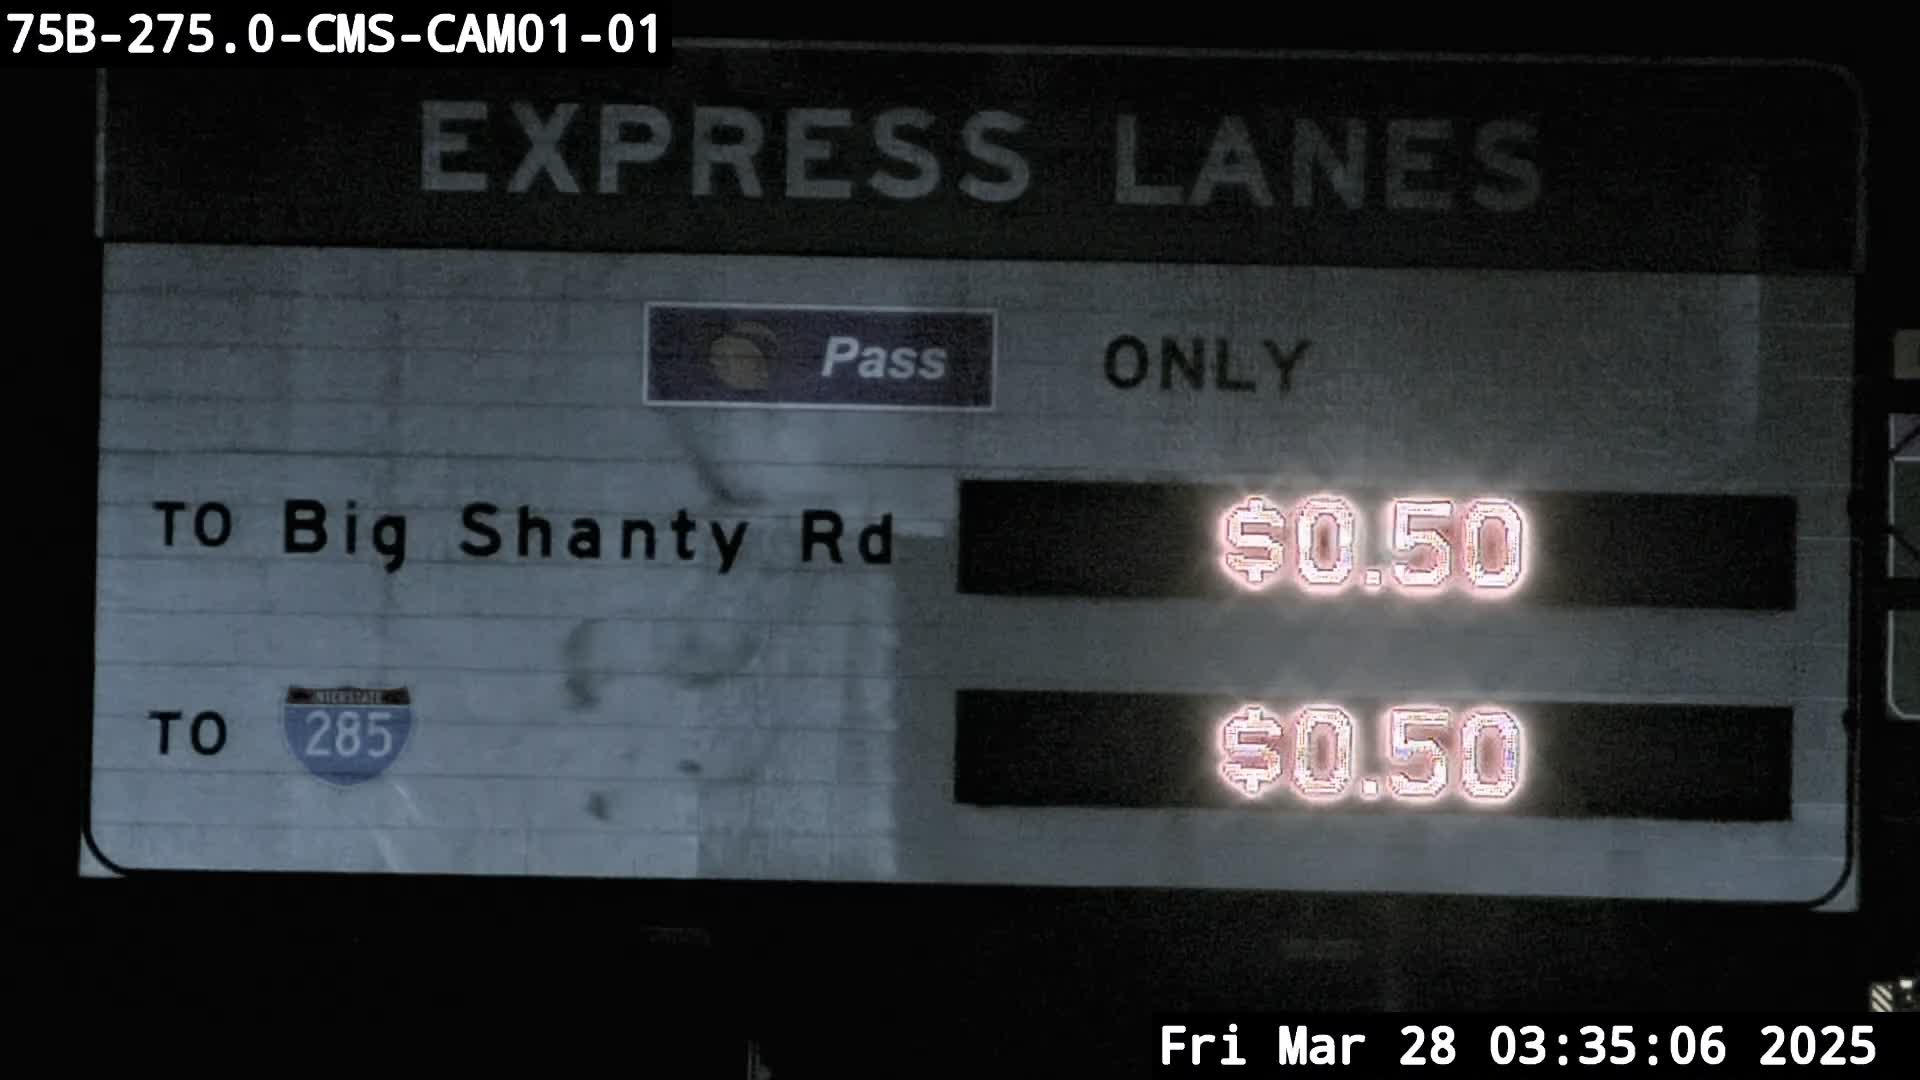 75B-275.0-CMS-CAM01-01
EXPRESS LANES
Pass ONLY
TO Big Shanty Rd $0.50
TO INTERSTATE 285 $0.50
Fri Mar 28 03:35:06 2025